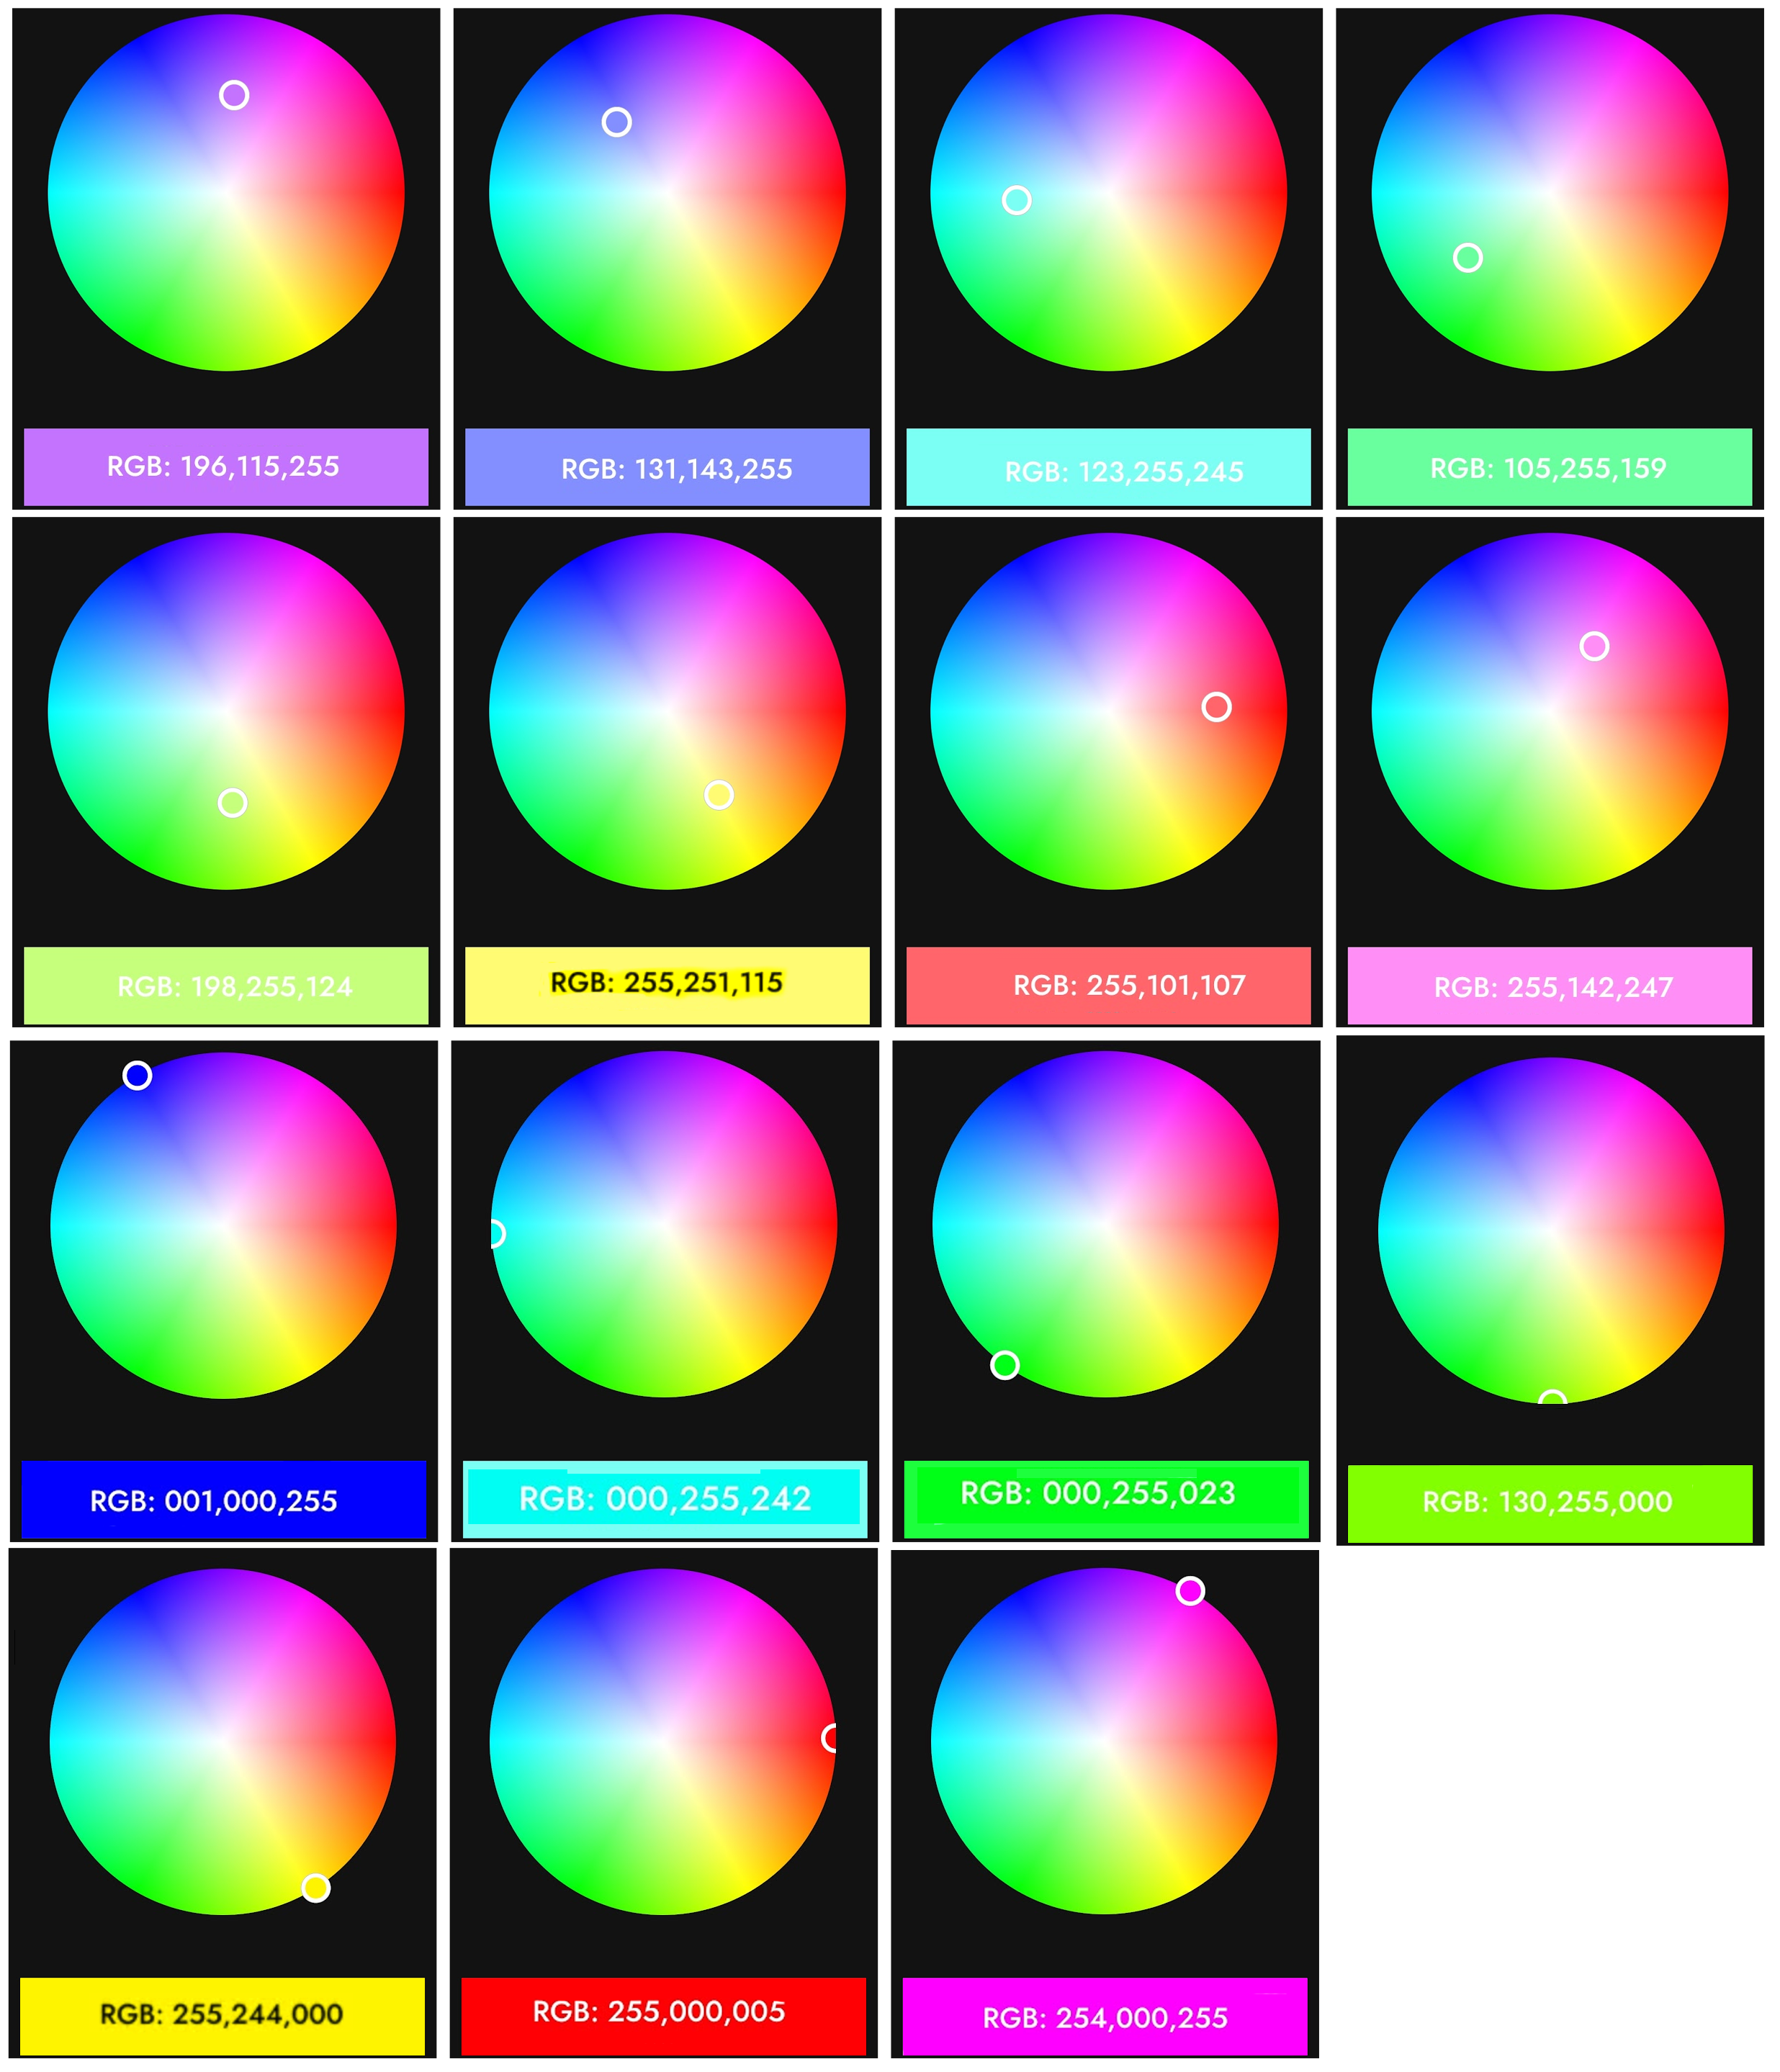 RGB: 196,115,255
RGB: 131,143,255
RGB: 123,255,245
RGB: 105,255,159
RGB: 198,255,124
RGB: 255,251,115
RGB: 255,101,107
RGB: 255,142,247
RGB: 001,000,255
RGB: 000,255,242
RGB: 000,255,023
RGB: 130,255,000
RGB: 255,244,000
RGB: 255,000,005
RGB: 254,000,255